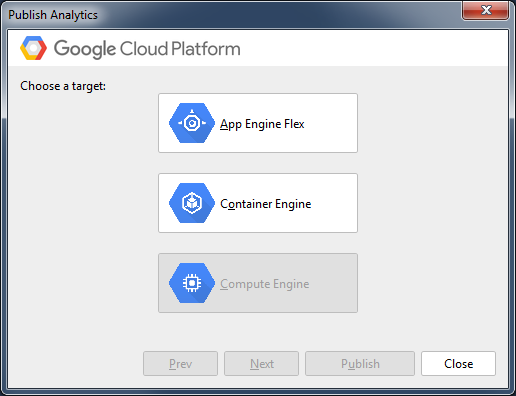 Publish Analytics
Google Cloud Platform
Choose a target:
App Engine Flex
Container Engine
Compute Engine
Prev Next Publish Close